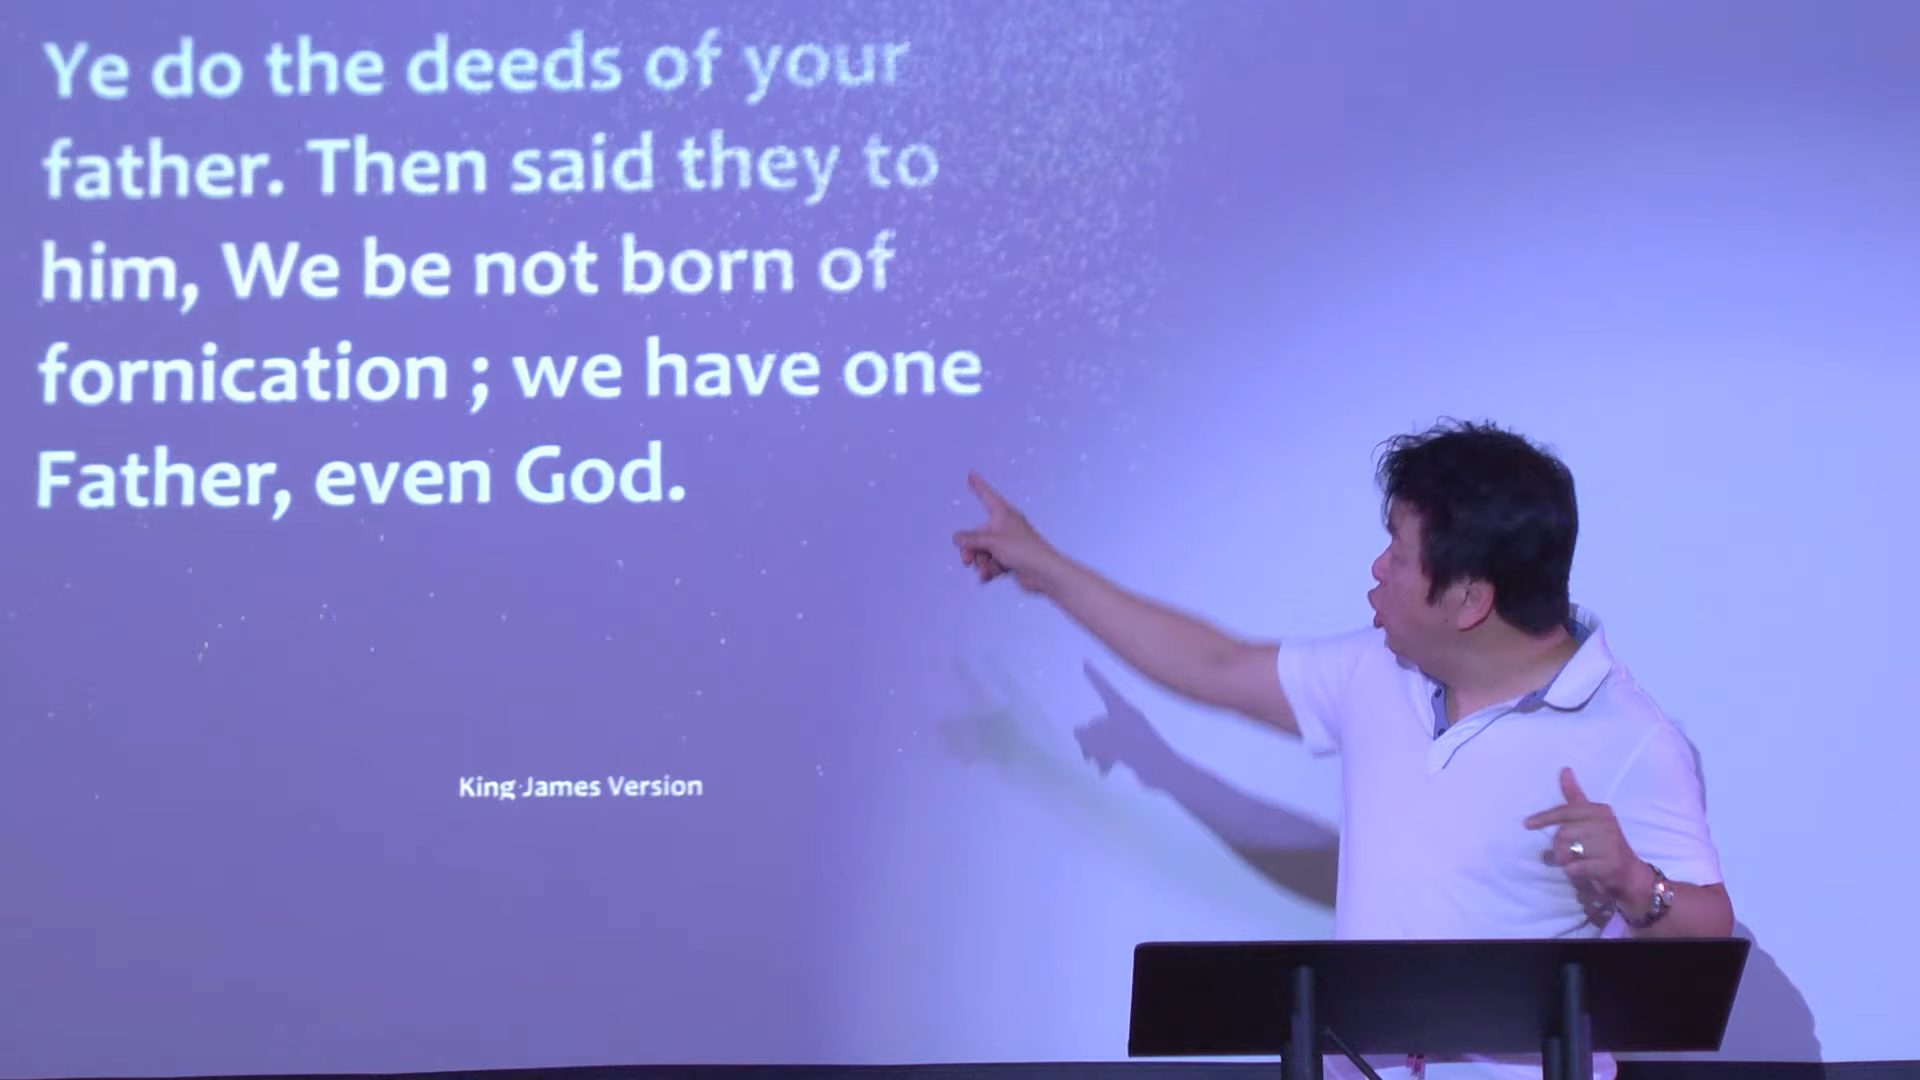 Ye do the deeds of your
father. Then said they to
him, We be not born of
fornication ; we have one
Father, even God.
King James Version